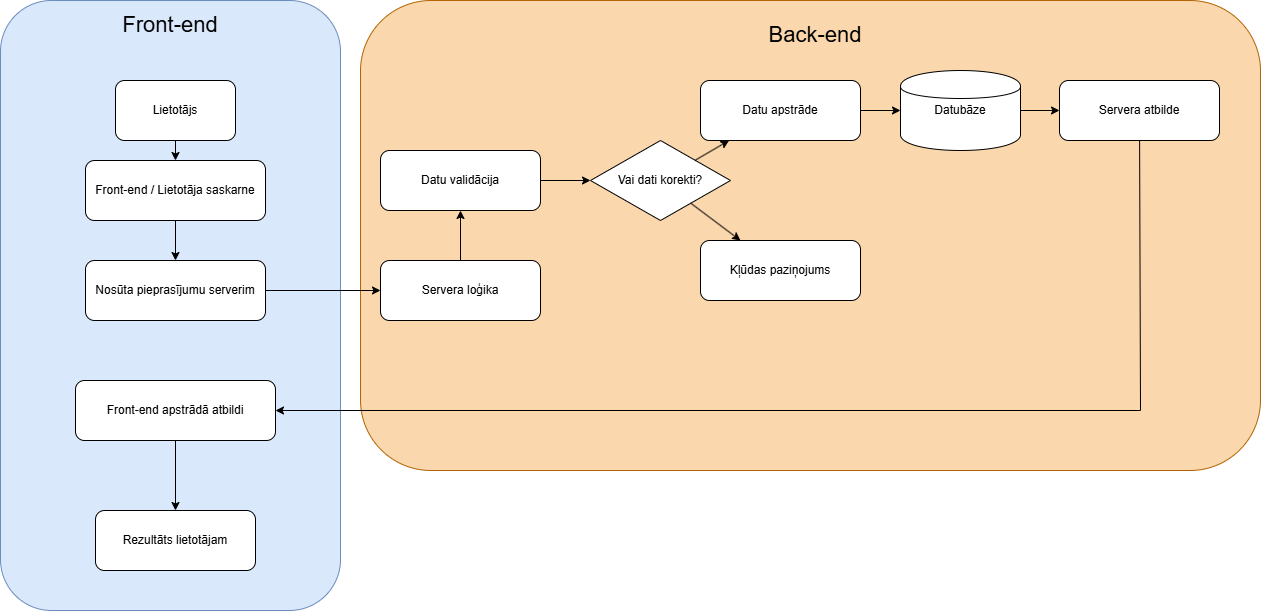 Front-end
Lietotājs
Front-end / Lietotāja saskarne
Nosūta pieprasījumu serverim
Front-end apstrādā atbildi
Rezultāts lietotājam
Back-end
Servera loģika
Datu validācija
Vai dati korekti?
Datu apstrāde
Datubāze
Servera atbilde
Kļūdas paziņojums